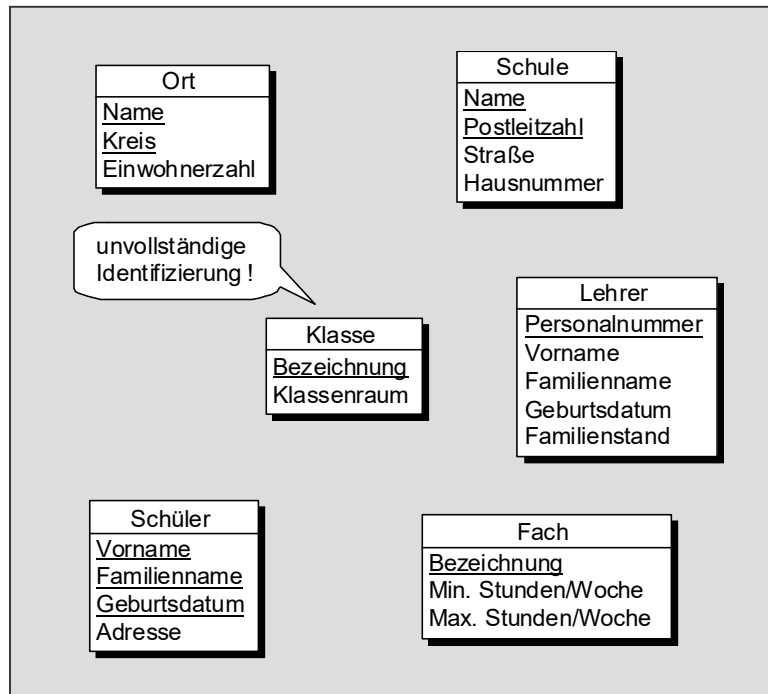 Ort
Name
Kreis
Einwohnerzahl
Schule
Name
Postleitzahl
Straße
Hausnummer
unvollständige
Identifizierung !
Klasse
Bezeichnung
Klassenraum
Lehrer
Personalnummer
Vorname
Familienname
Geburtsdatum
Familienstand
Schüler
Vorname
Familienname
Geburtsdatum
Adresse
Fach
Bezeichnung
Min. Stunden/Woche
Max. Stunden/Woche